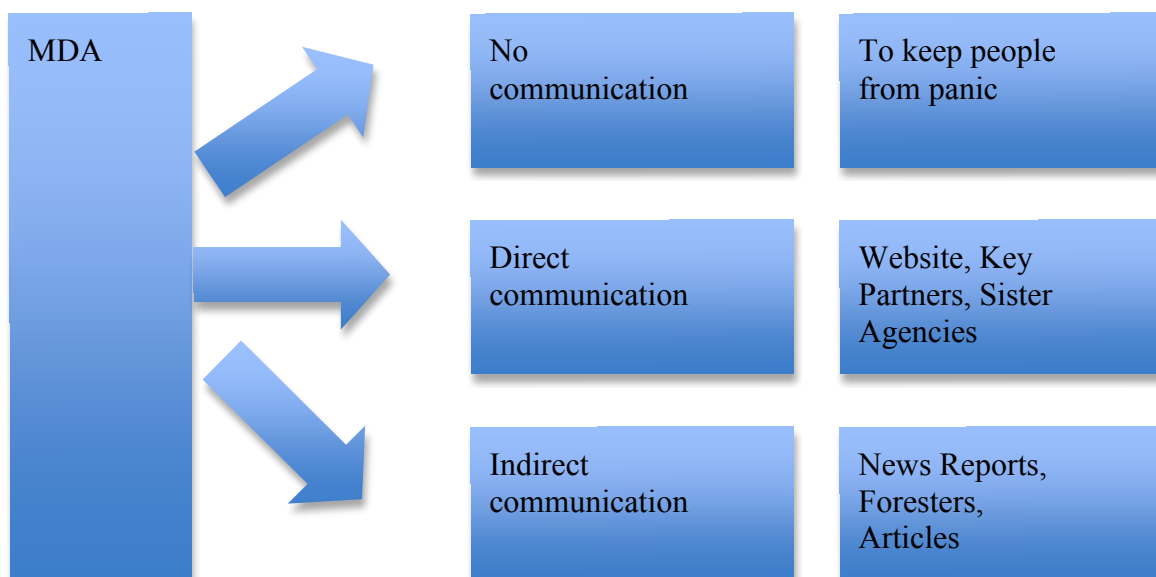 MDA
No
communication
To keep people
from panic
Direct
communication
Website, Key
Partners, Sister
Agencies
Indirect
communication
News Reports,
Foresters,
Articles